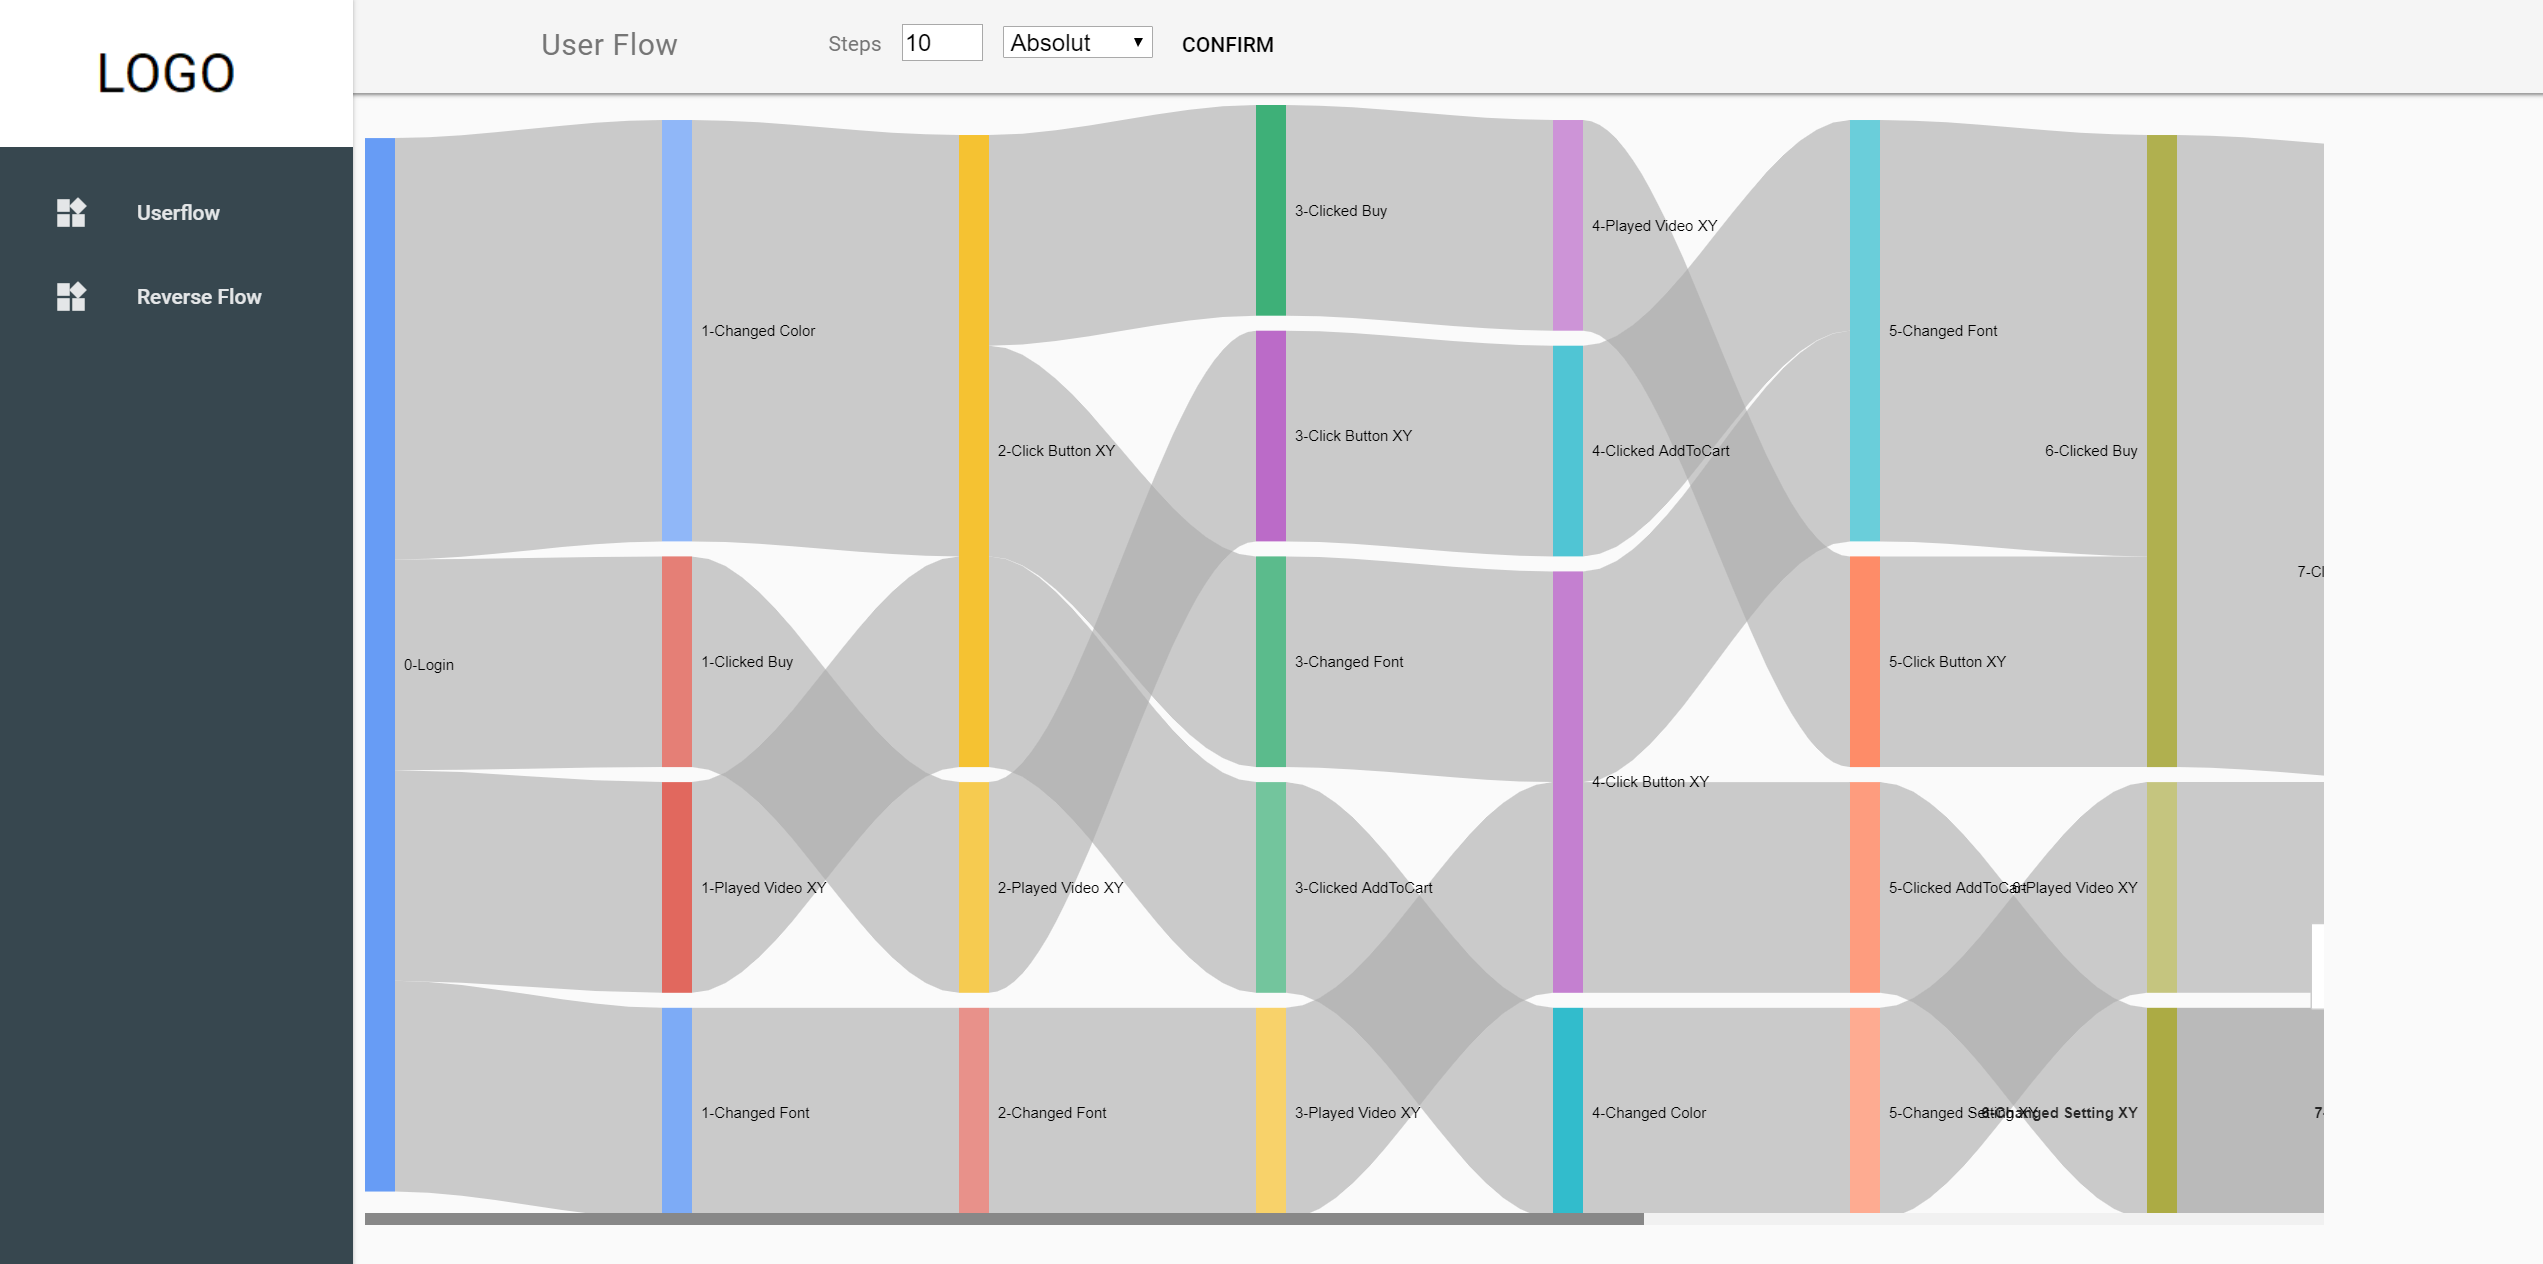 LOGO
User Flow
Steps 10 Absolut CONFIRM
Userflow
Reverse Flow
0-Login
1-Changed Color
1-Clicked Buy
1-Played Video XY
1-Changed Font
2-Click Button XY
2-Played Video XY
2-Changed Font
3-Clicked Buy
3-Click Button XY
3-Changed Font
3-Clicked AddToCart
3-Played Video XY
4-Played Video XY
4-Clicked AddToCart
4-Click Button XY
4-Changed Color
5-Changed Font
5-Click Button XY
5-Clicked AddToCart
5-Changed Setting XY
6-Clicked Buy
6-Played Video XY
6-Changed Setting XY